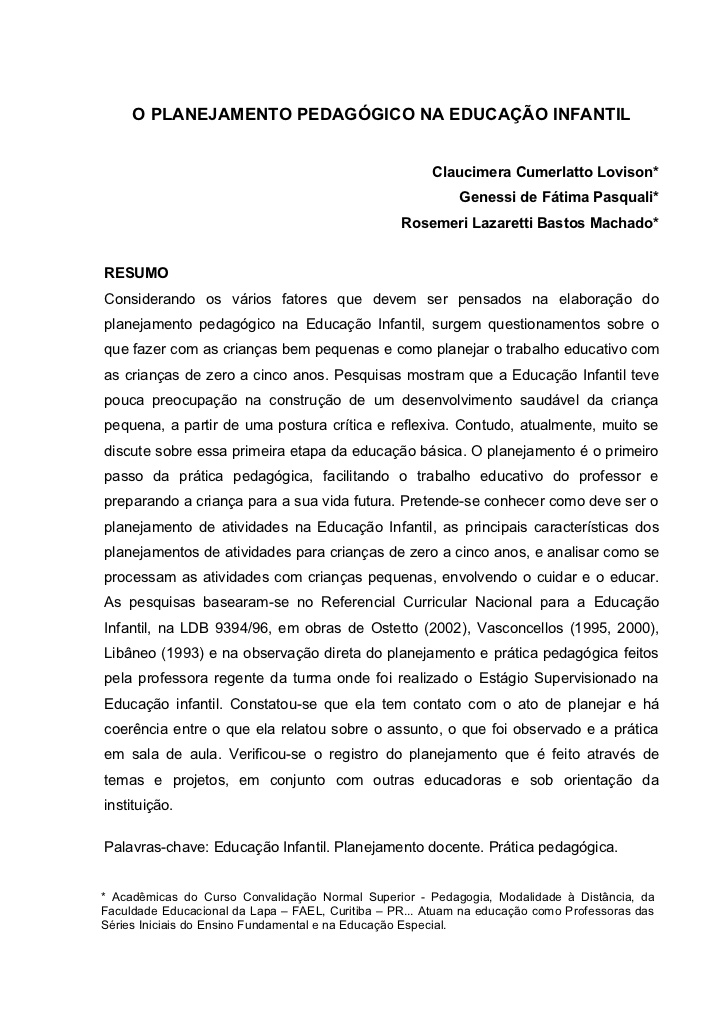 O PLANEJAMENTO PEDAGÓGICO NA EDUCAÇÃO INFANTIL
Claucimera Cumerlatto Lovison*
Genessi de Fátima Pasquali*
Rosemeri Lazaretti Bastos Machado*
RESUMO
Considerando os vários fatores que devem ser pensados na elaboração do
planejamento pedagógico na Educação Infantil, surgem questionamentos sobre o
que fazer com as crianças bem pequenas e como planejar o trabalho educativo com
as crianças de zero a cinco anos. Pesquisas mostram que a Educação Infantil teve
pouca preocupação na construção de um desenvolvimento saudável da criança
pequena, a partir de uma postura crítica e reflexiva. Contudo, atualmente, muito se
discute sobre essa primeira etapa da educação básica. O planejamento é o primeiro
passo da prática pedagógica, facilitando o trabalho educativo do professor e
preparando a criança para a sua vida futura. Pretende-se conhecer como deve ser o
planejamento de atividades na Educação Infantil, as principais características dos
planejamentos de atividades para crianças de zero a cinco anos, e analisar como se
processam as atividades com crianças pequenas, envolvendo o cuidar e o educar.
As pesquisas basearam-se no Referencial Curricular Nacional para a Educação
Infantil, na LDB 9394/96, em obras de Ostetto (2002), Vasconcellos (1995, 2000),
Libâneo (1993) e na observação direta do planejamento e prática pedagógica feitos
pela professora regente da turma onde foi realizado o Estágio Supervisionado na
Educação infantil. Constatou-se que ela tem contato com o ato de planejar e há
coerência entre o que ela relatou sobre o assunto, o que foi observado e a prática
em sala de aula. Verificou-se o registro do planejamento que é feito através de
temas e projetos, em conjunto com outras educadoras e sob orientação da
instituição.
Palavras-chave: Educação Infantil. Planejamento docente. Prática pedagógica.
* Acadêmicas do Curso Convalidação Normal Superior - Pedagogia, Modalidade à Distância, da
Faculdade Educacional da Lapa – FAEL, Curitiba – PR... Atuam na educação como Professoras das
Séries Iniciais do Ensino Fundamental e na Educação Especial.